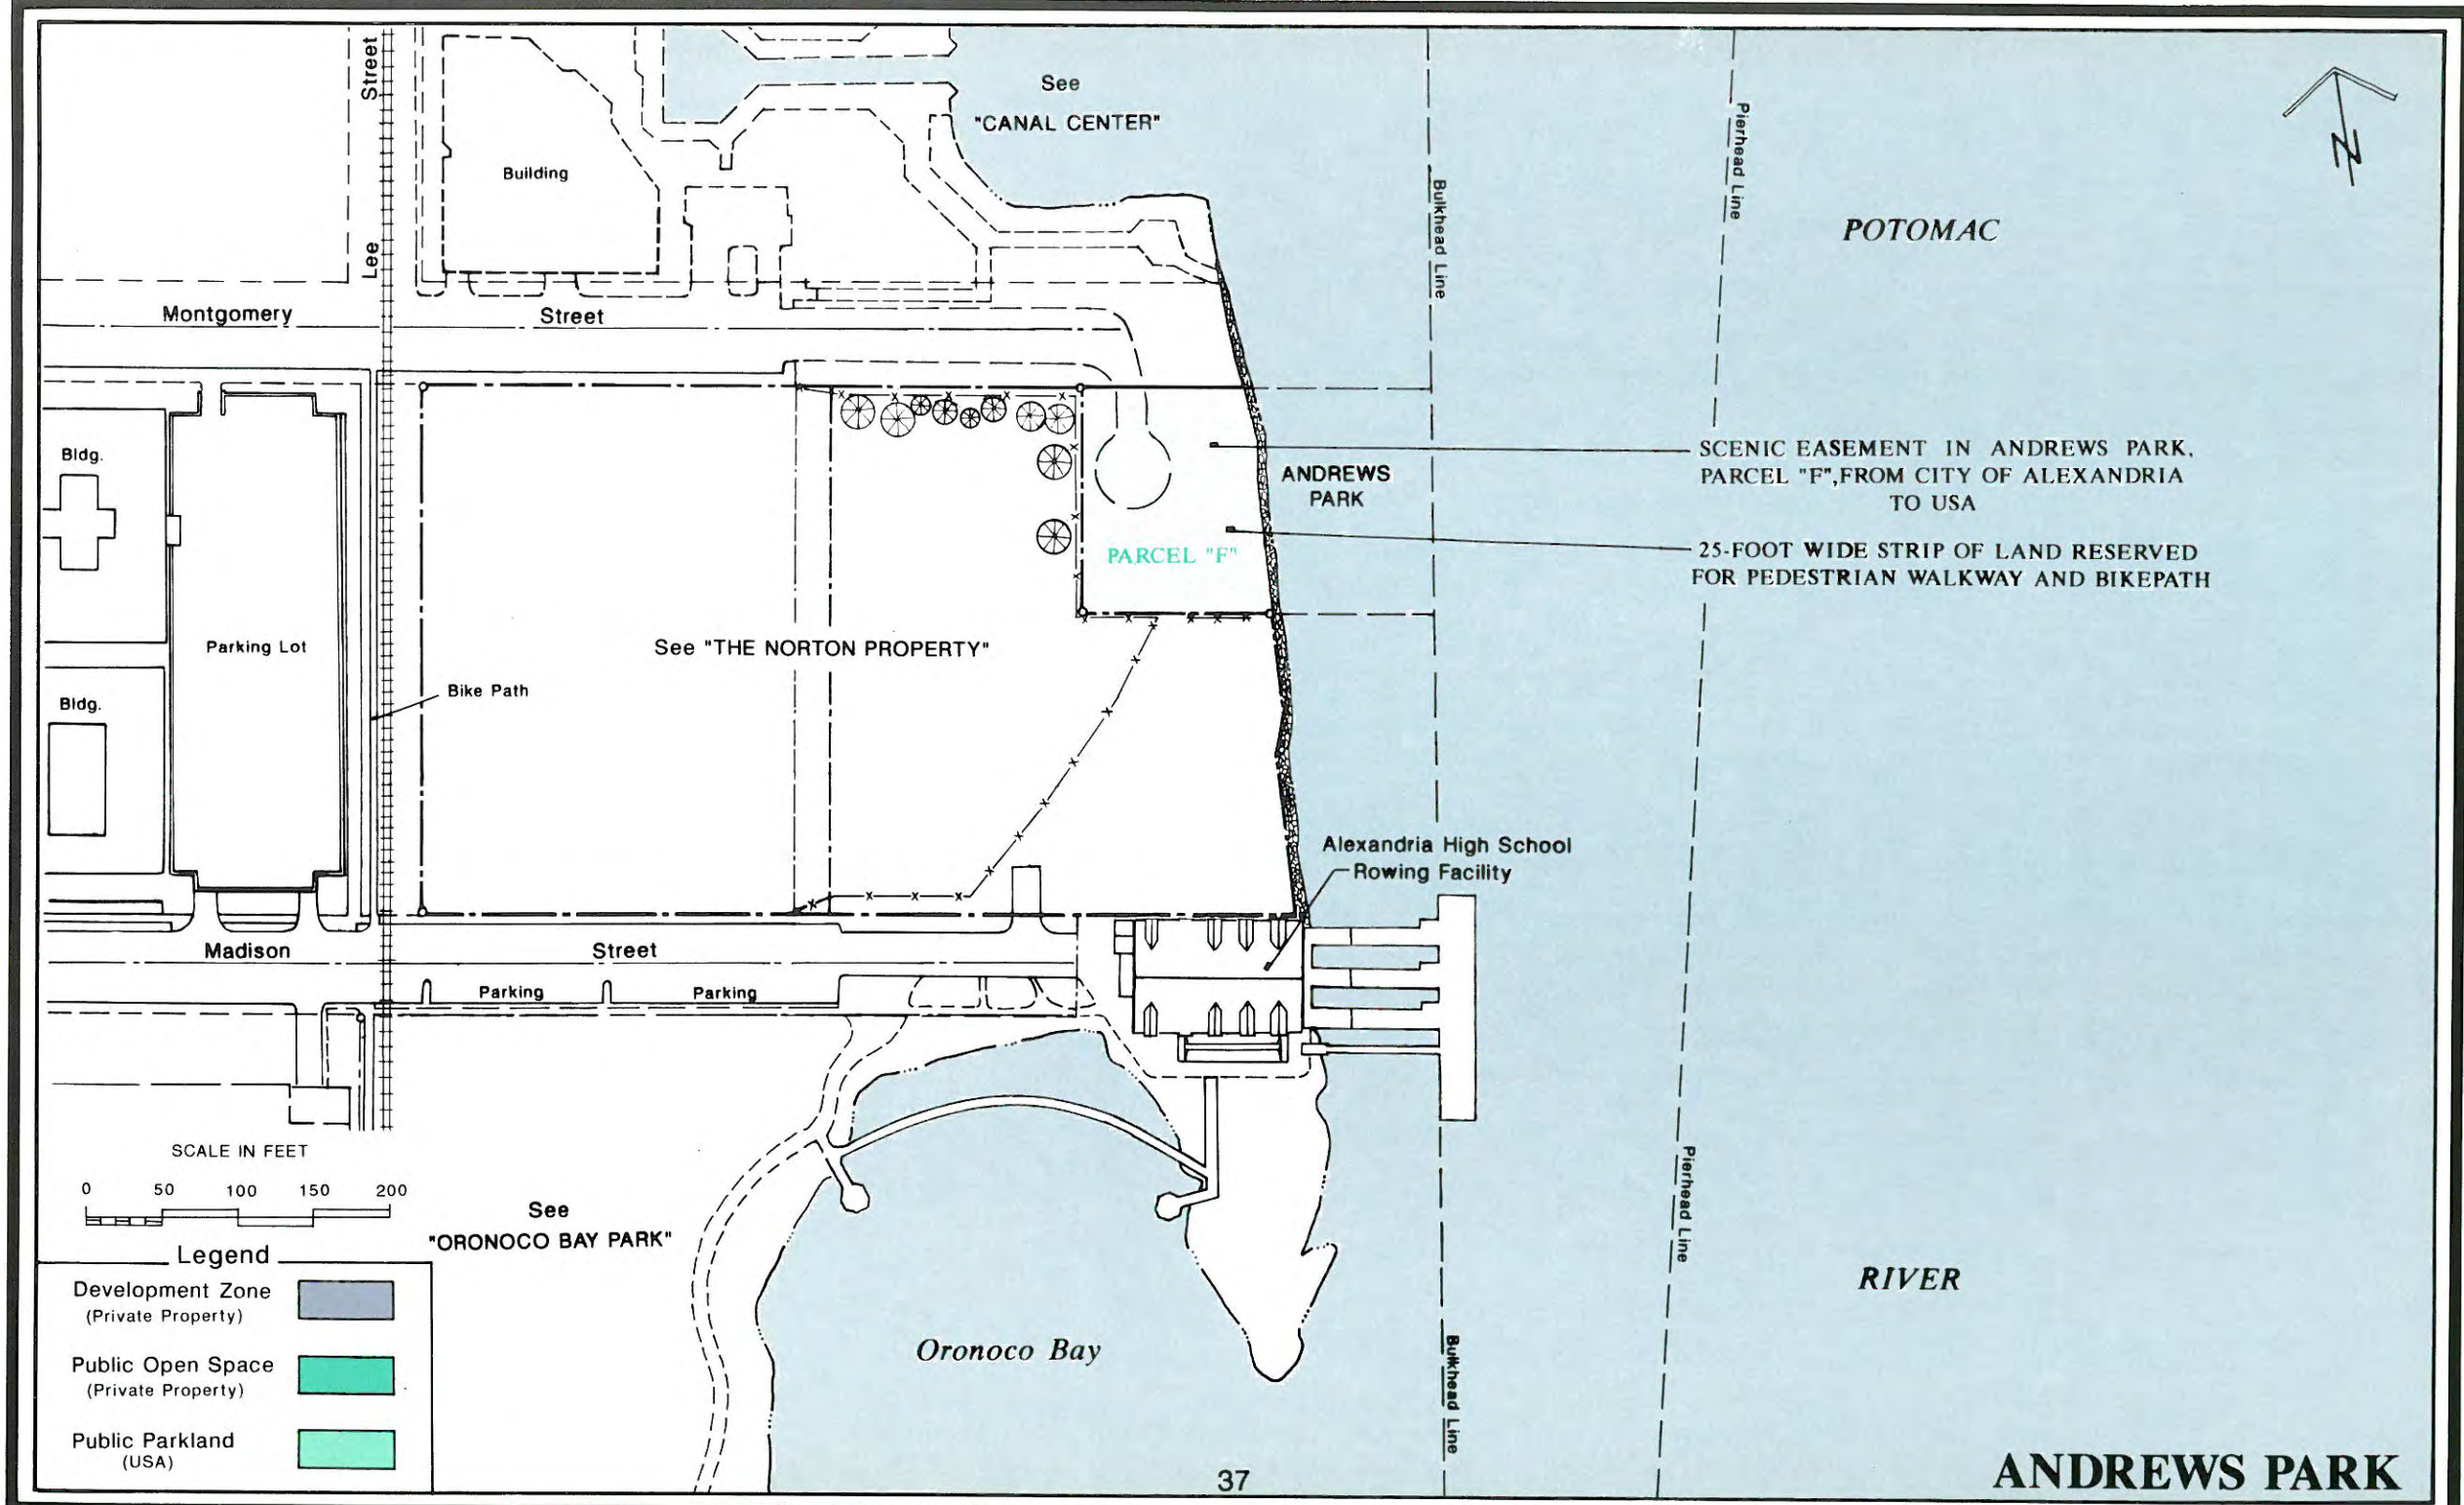 Street
Lee
See
"CANAL CENTER"
Building
Pierhead Line
Bulkhead Line
N
POTOMAC
Montgomery Street
SCENIC EASEMENT IN ANDREWS PARK,
PARCEL "F", FROM CITY OF ALEXANDRIA
TO USA
ANDREWS
PARK
Bldg.
25-FOOT WIDE STRIP OF LAND RESERVED
FOR PEDESTRIAN WALKWAY AND BIKEPATH
PARCEL "F"
Parking Lot
See "THE NORTON PROPERTY"
Bike Path
Bldg.
Alexandria High School
Rowing Facility
Madison Street
Parking Parking
SCALE IN FEET
0 50 100 150 200
See
"ORONOCO BAY PARK"
Pierhead Line
RIVER
Legend
Development Zone
(Private Property)
Public Open Space
(Private Property)
Public Parkland
(USA)
Oronoco Bay
Bulkhead Line
37
ANDREWS PARK